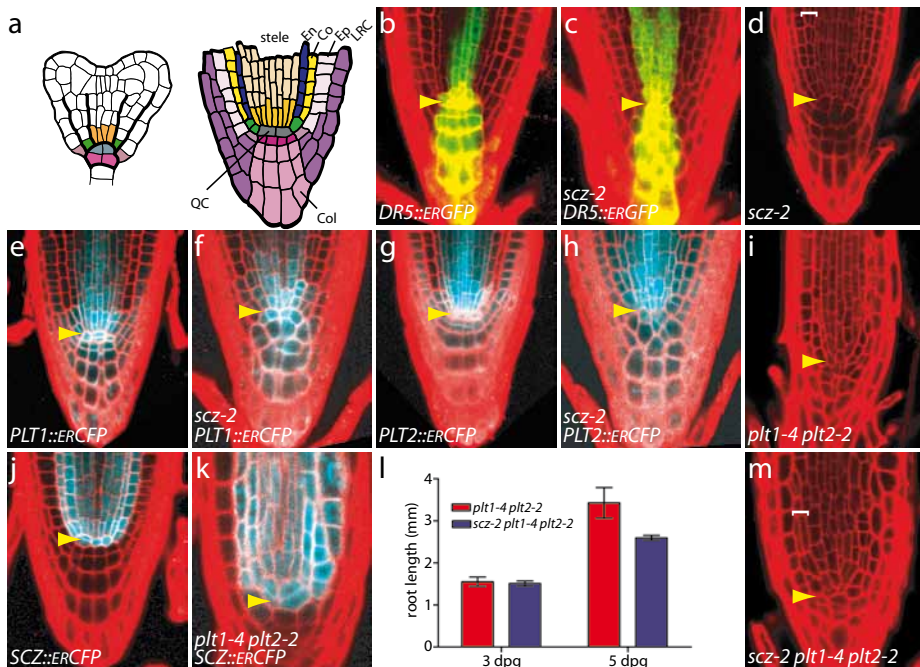 a
stele
En
Co
Ep
LRC
QC
Col
b
DR5::ERGFP
c
scz-2
DR5::ERGFP
d
scz-2
e
PLT1::ERCFP
f
scz-2
PLT1::ERCFP
g
PLT2::ERCFP
h
scz-2
PLT2::ERCFP
i
plt1-4 plt2-2
j
SCZ::ERCFP
k
plt1-4 plt2-2
SCZ::ERCFP
l
4
3
2
1
0
root length (mm)
plt1-4 plt2-2
scz-2 plt1-4 plt2-2
3 dpg
5 dpg
m
scz-2 plt1-4 plt2-2